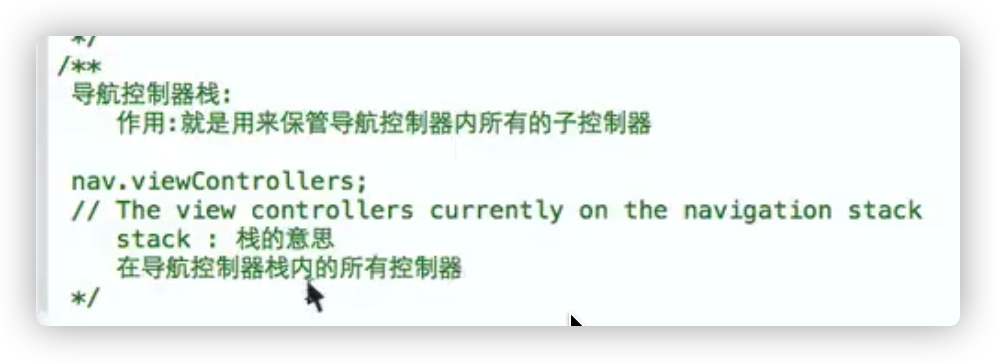 */
/**
导航控制器栈:
作用:就是用来保管导航控制器内所有的子控制器
nav.viewControllers;
// The view controllers currently on the navigation stack
stack : 栈的意思
在导航控制器栈内的所有控制器
*/